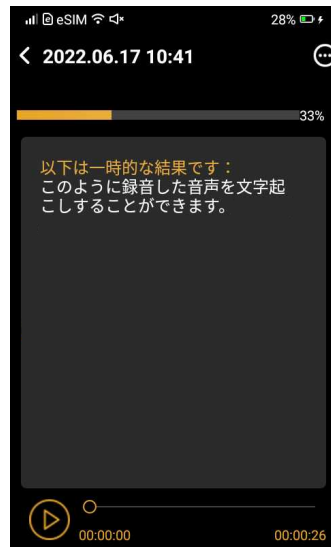 eSIM 28%
2022.06.17 10:41
33%
以下は一時的な結果です：
このように録音した音声を文字起
こしすることができます。
00:00:00 00:00:26